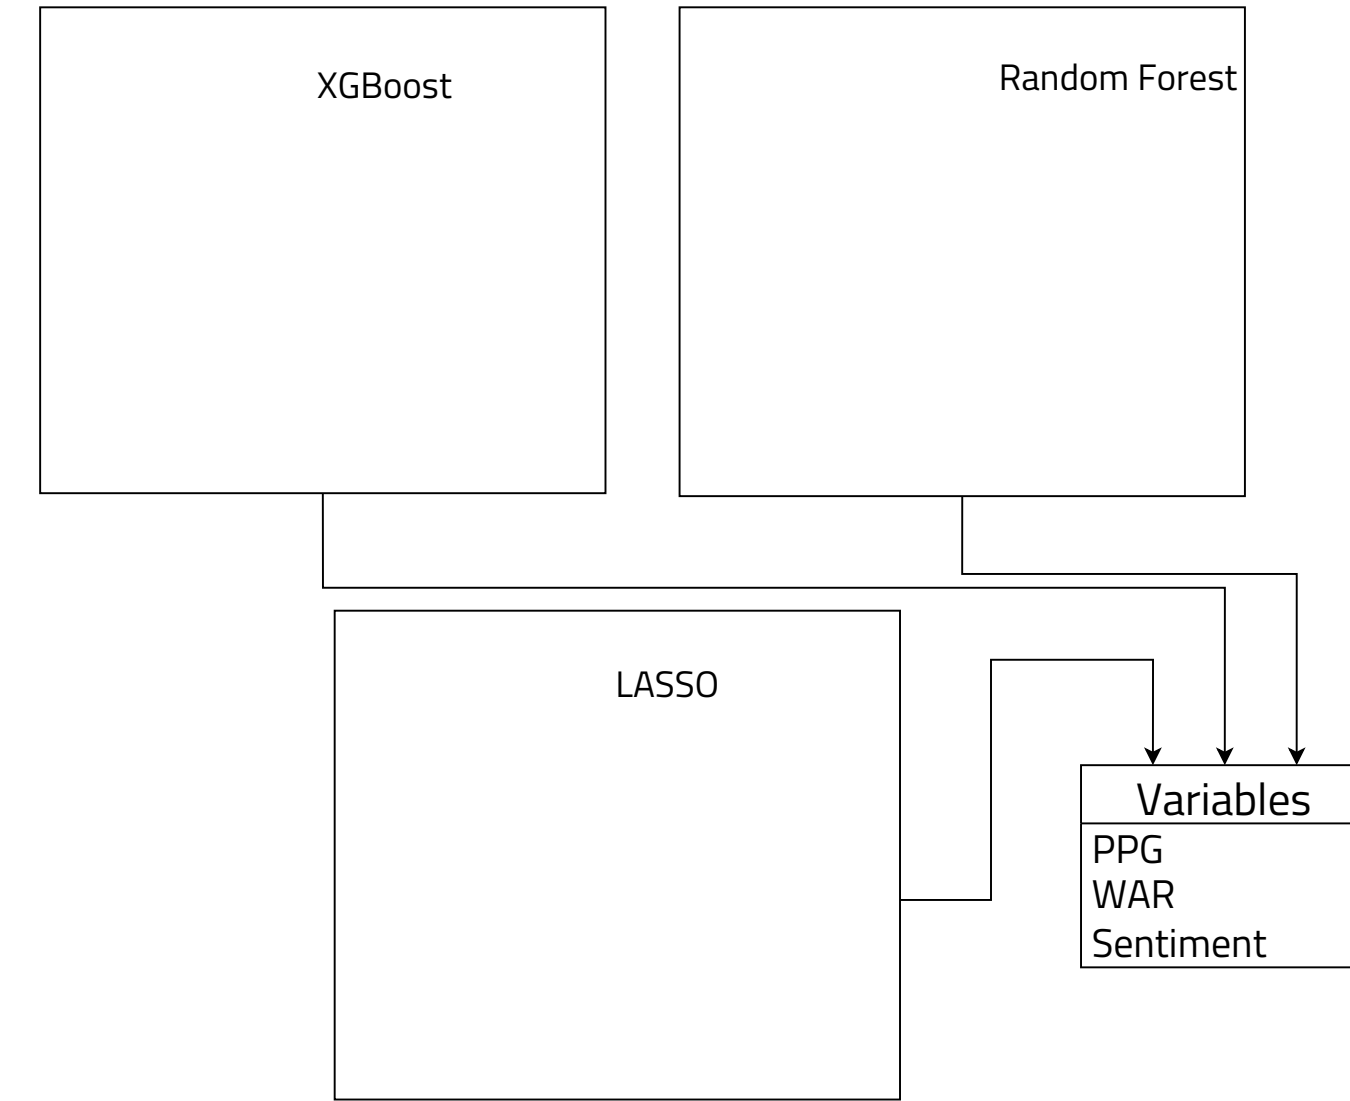 XGBoost
Random Forest
LASSO
Variables
PPG
WAR
Sentiment